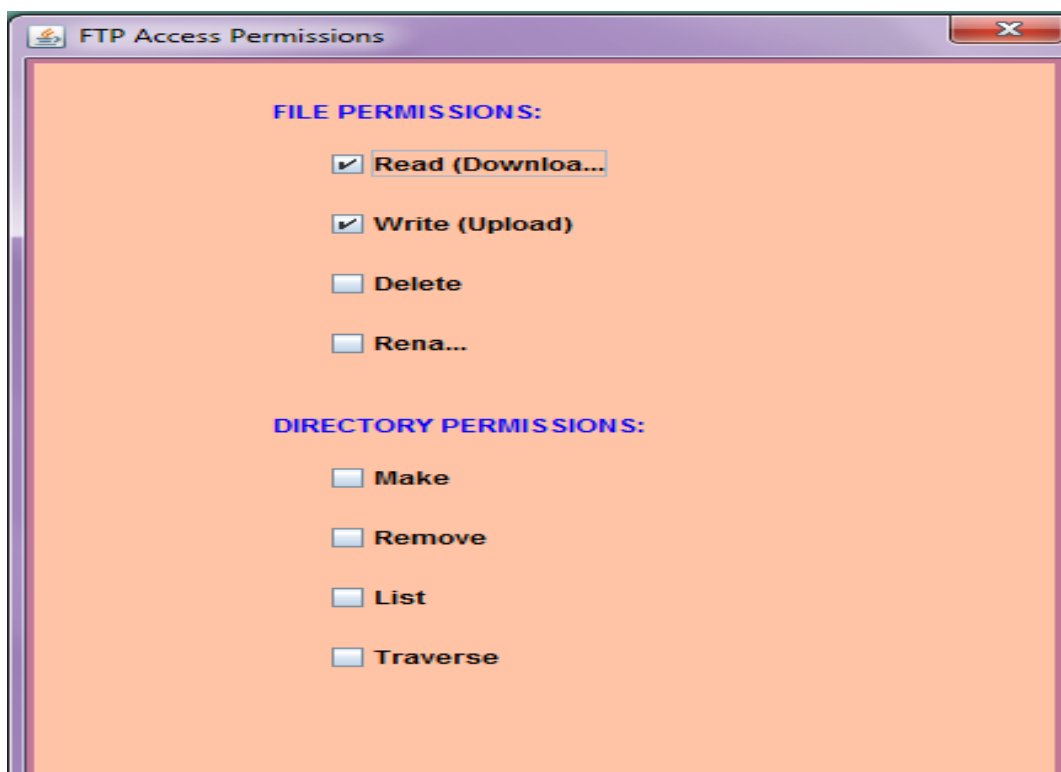 FTP Access Permissions
FILE PERMISSIONS:
Read (Downloa...
Write (Upload)
Delete
Rena...
DIRECTORY PERMISSIONS:
Make
Remove
List
Traverse